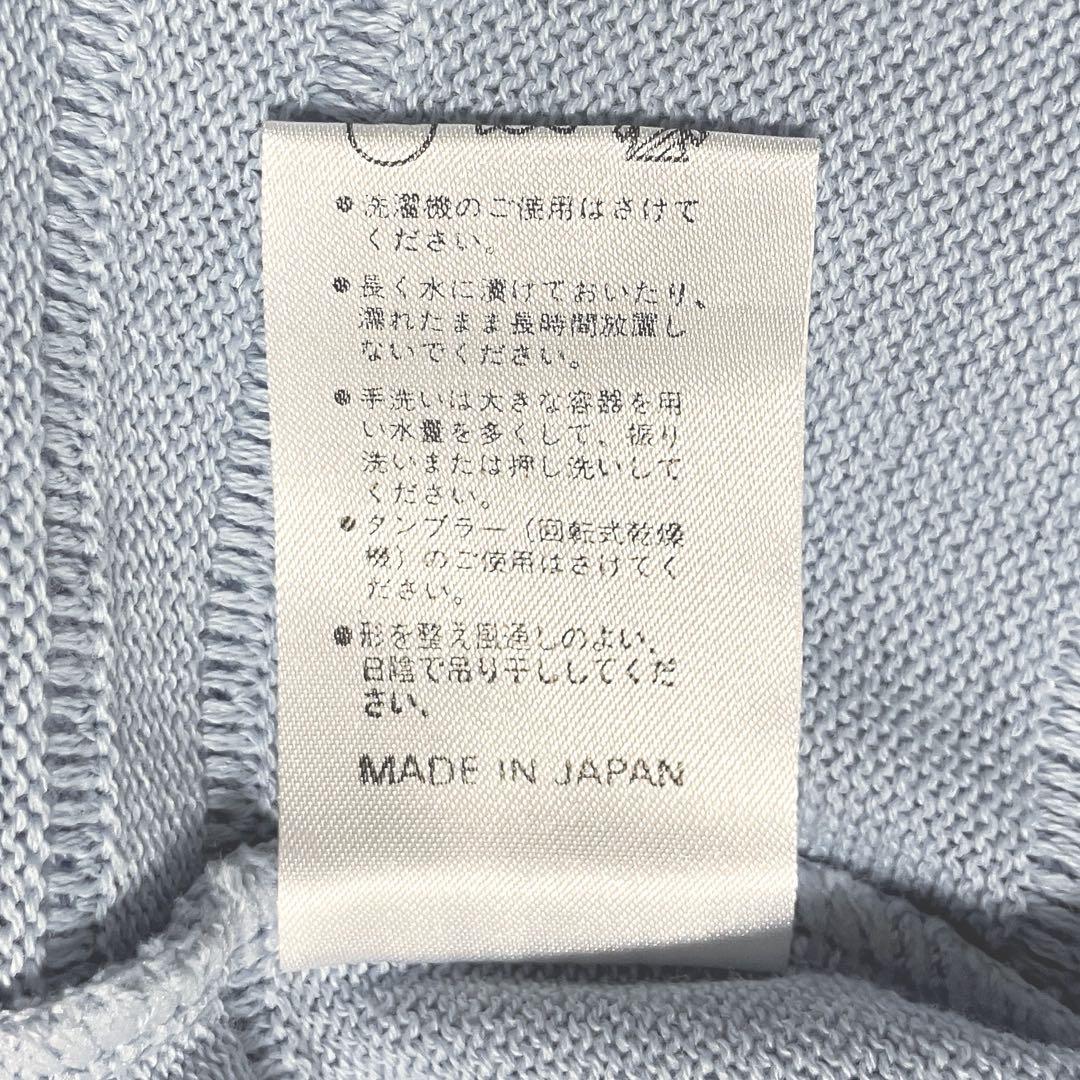 ● 洗濯機のご使用はさけて
ください。
● 長く水に漬けておいたり、
濡れたまま長時間放置し
ないでください。
● 手洗いは大きな容器を用
い水量を多くして、振り
洗いまたは押し洗いして
ください。
● タンブラー(回転式乾燥
機)のご使用はさけてく
ださい。
● 形を整え風通しのよい、
日陰で吊り干ししてくだ
さい、
MADE IN JAPAN